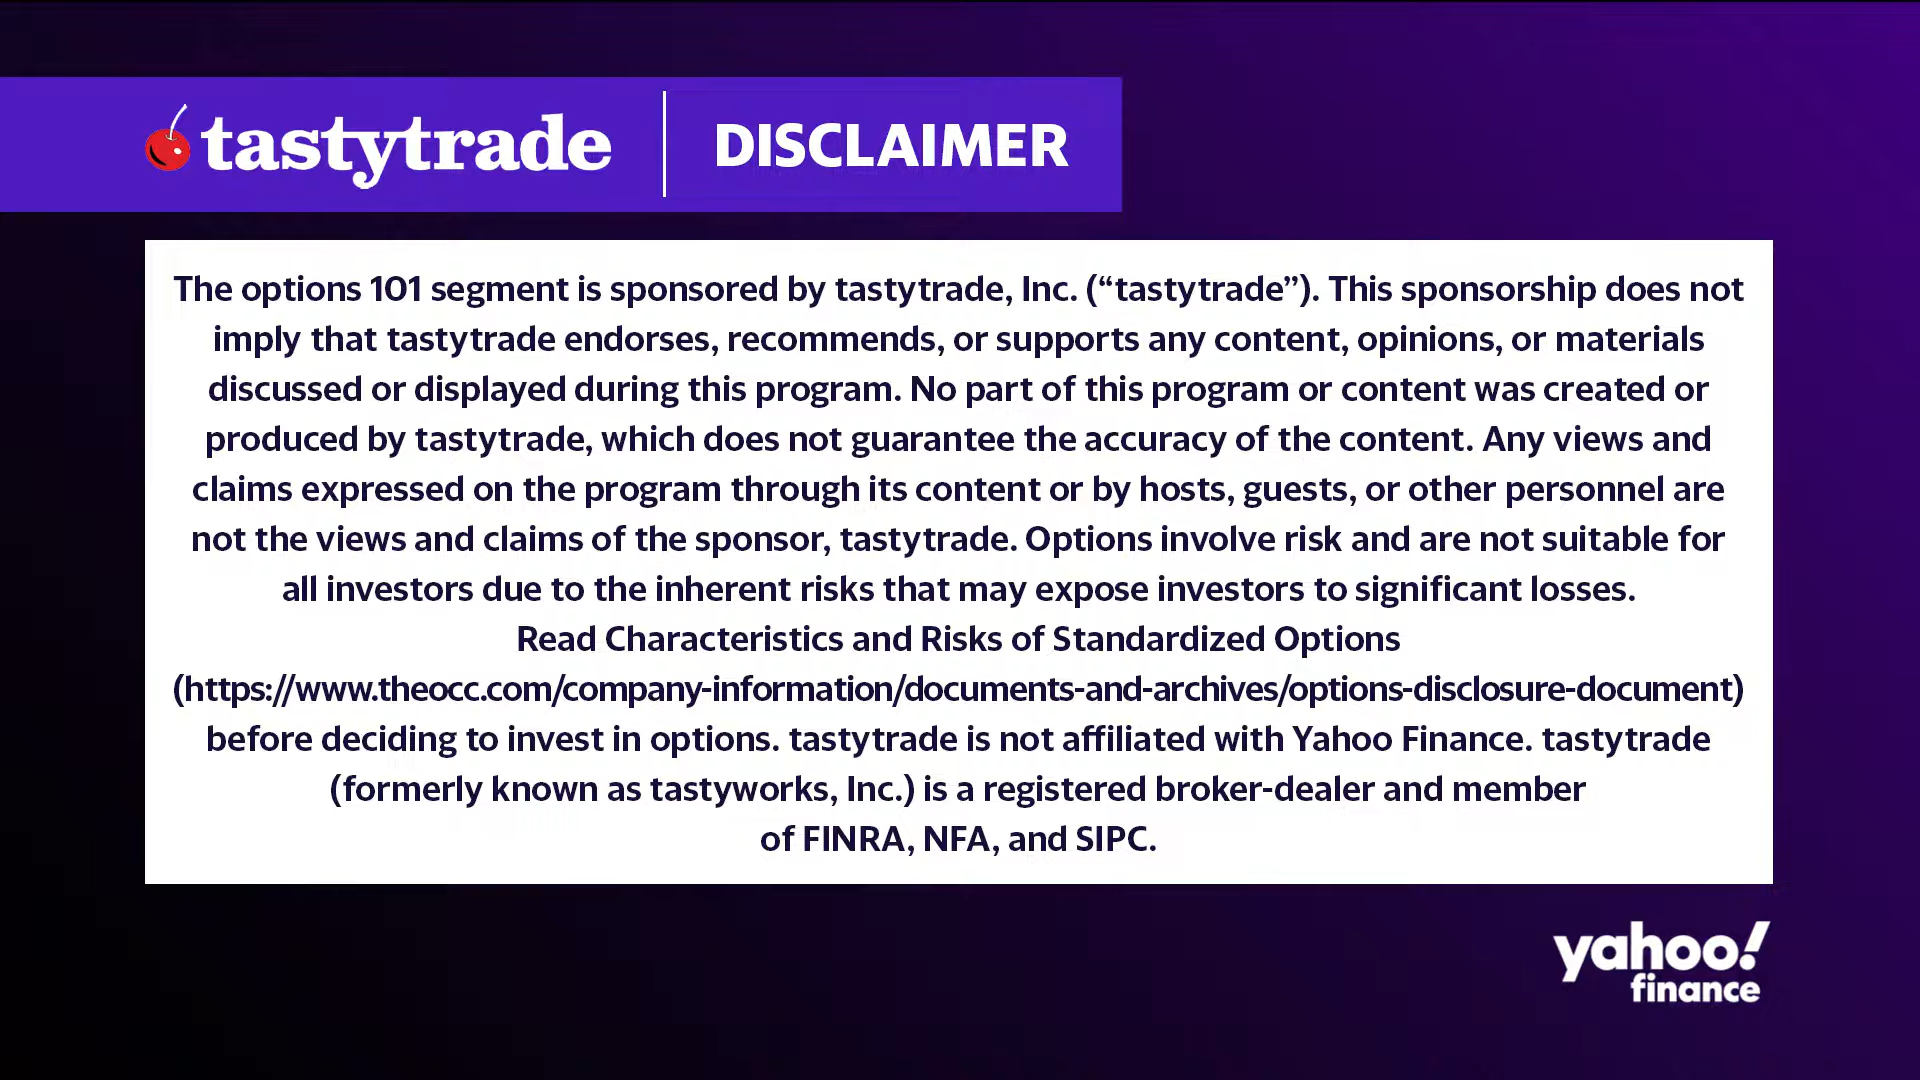 tastytrade
DISCLAIMER
The options 101 segment is sponsored by tastytrade, Inc. (“tastytrade”). This sponsorship does not
imply that tastytrade endorses, recommends, or supports any content, opinions, or materials
discussed or displayed during this program. No part of this program or content was created or
produced by tastytrade, which does not guarantee the accuracy of the content. Any views and
claims expressed on the program through its content or by hosts, guests, or other personnel are
not the views and claims of the sponsor, tastytrade. Options involve risk and are not suitable for
all investors due to the inherent risks that may expose investors to significant losses.
Read Characteristics and Risks of Standardized Options
(https://www.theocc.com/company-information/documents-and-archives/options-disclosure-document)
before deciding to invest in options. tastytrade is not affiliated with Yahoo Finance. tastytrade
(formerly known as tastyworks, Inc.) is a registered broker-dealer and member
of FINRA, NFA, and SIPC.
yahoo!
finance